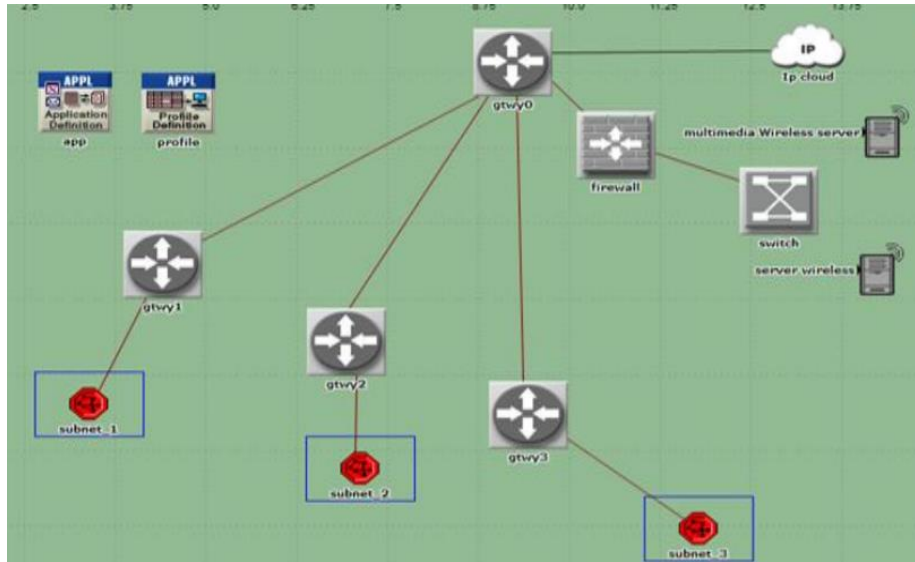 2.5 3.75 5.0 6.25 7.5 8.75 10.0 11.25 12.5 13.75
IP
Ip cloud
gtwy0
APPL
Application
Definition
app
APPL
Profile
Definition
profile
multimedia Wireless server
firewall
switch
server wireless
gtwy1
gtwy2
subnet_1
gtwy3
subnet_2
subnet_3